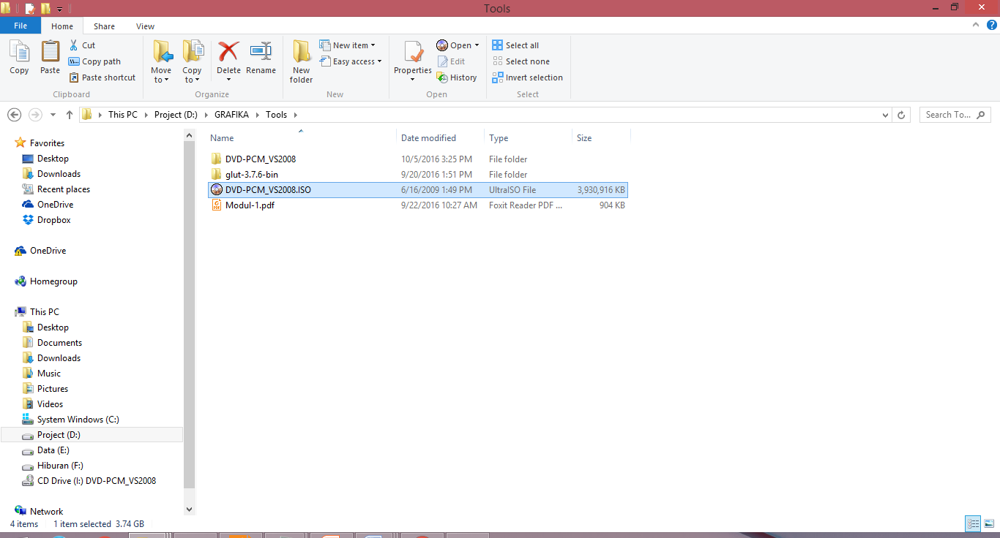 Tools
File Home Share View
Copy Paste Cut Copy path Paste shortcut
Clipboard
Move to Copy to Delete Rename
Organize
New folder New item Easy access
New
Properties Open Edit History
Open
Select all Select none Invert selection
Select
This PC Project (D:) GRAFIKA Tools
Search To...
Favorites
Desktop
Downloads
Recent places
OneDrive
Dropbox
OneDrive
Homegroup
This PC
Desktop
Documents
Downloads
Music
Pictures
Videos
System Windows (C:)
Project (D:)
Data (E:)
Hiburan (F:)
CD Drive (I:) DVD-PCM_VS2008
Network
Name Date modified Type Size
DVD-PCM_VS2008 10/5/2016 3:25 PM File folder
glut-3.7.6-bin 9/20/2016 1:51 PM File folder
DVD-PCM_VS2008.ISO 6/16/2009 1:49 PM UltraISO File 3,930,916 KB
Modul-1.pdf 9/22/2016 10:27 AM Foxit Reader PDF ... 904 KB
4 items 1 item selected 3.74 GB